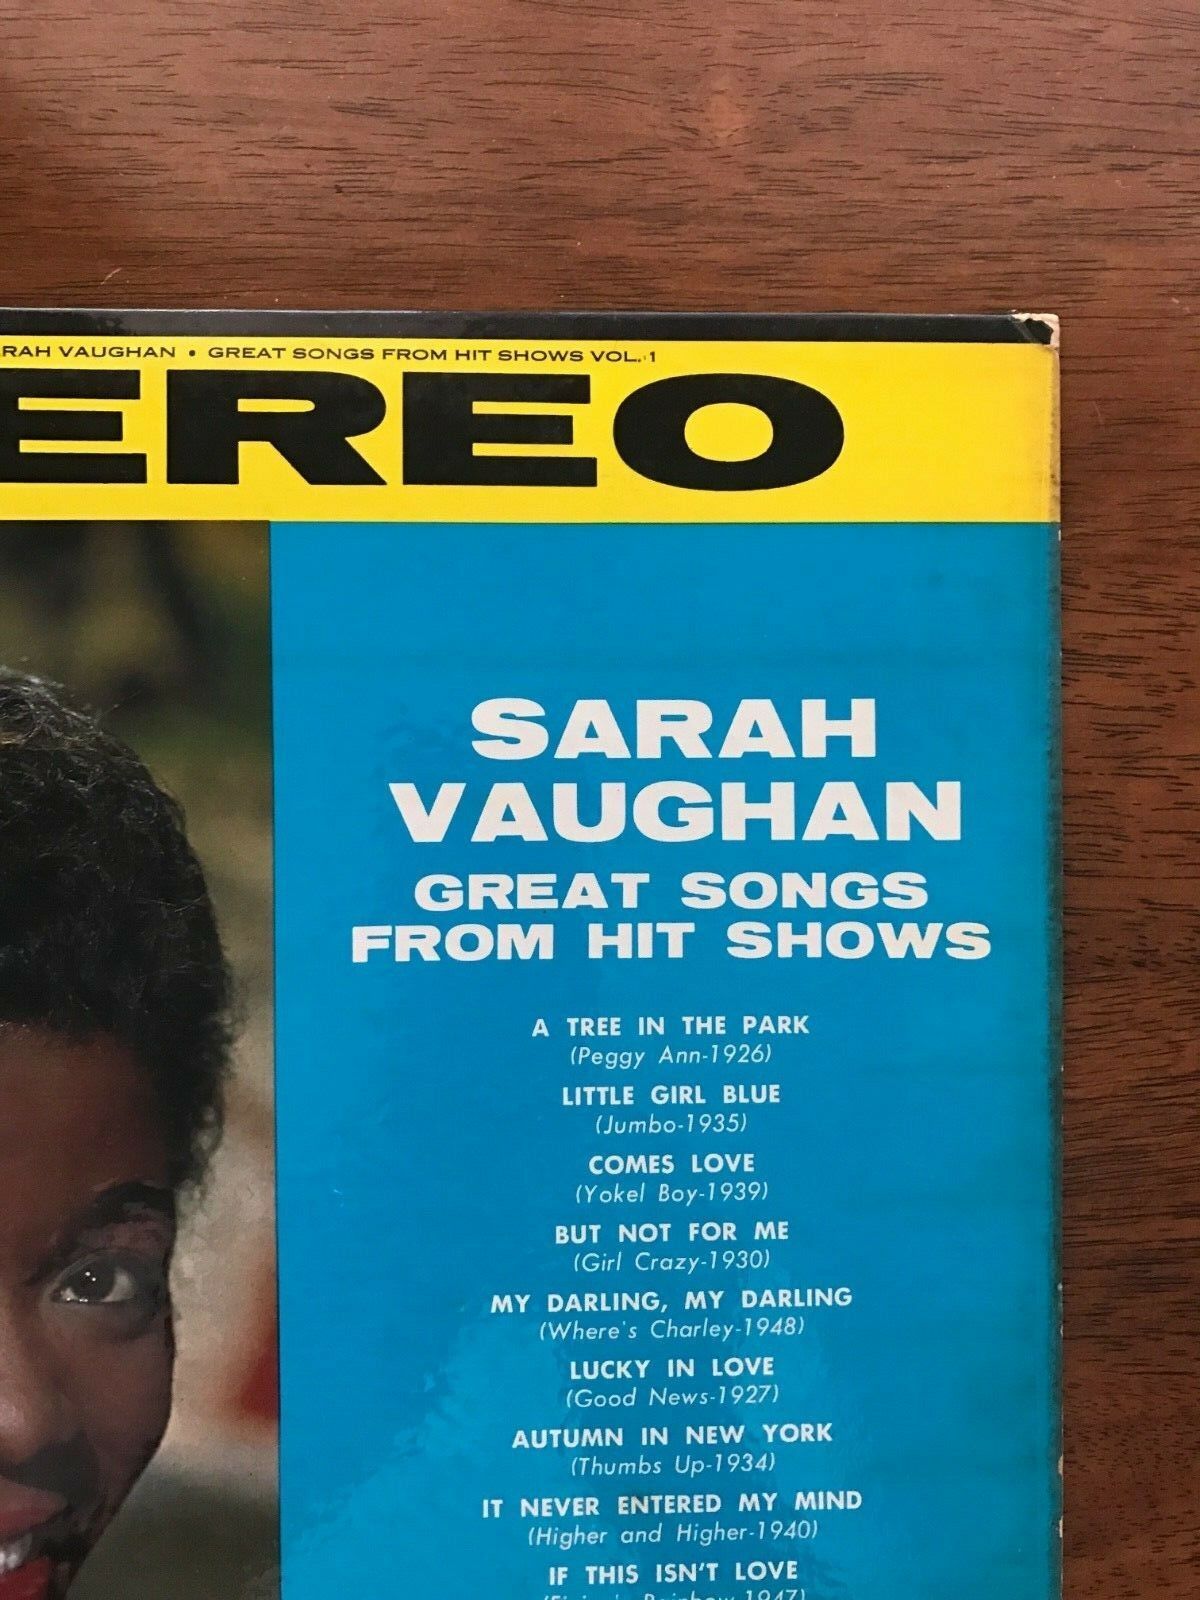 RAH VAUGHAN • GREAT SONGS FROM HIT SHOWS VOL. 1
EREO
SARAH
VAUGHAN
GREAT SONGS
FROM HIT SHOWS
A TREE IN THE PARK
(Peggy Ann-1926)
LITTLE GIRL BLUE
(Jumbo-1935)
COMES LOVE
(Yokel Boy-1939)
BUT NOT FOR ME
(Girl Crazy-1930)
MY DARLING, MY DARLING
(Where's Charley-1948)
LUCKY IN LOVE
(Good News-1927)
AUTUMN IN NEW YORK
(Thumbs Up-1934)
IT NEVER ENTERED MY MIND
(Higher and Higher-1940)
IF THIS ISN'T LOVE
(Finian's Rainbow-1947)